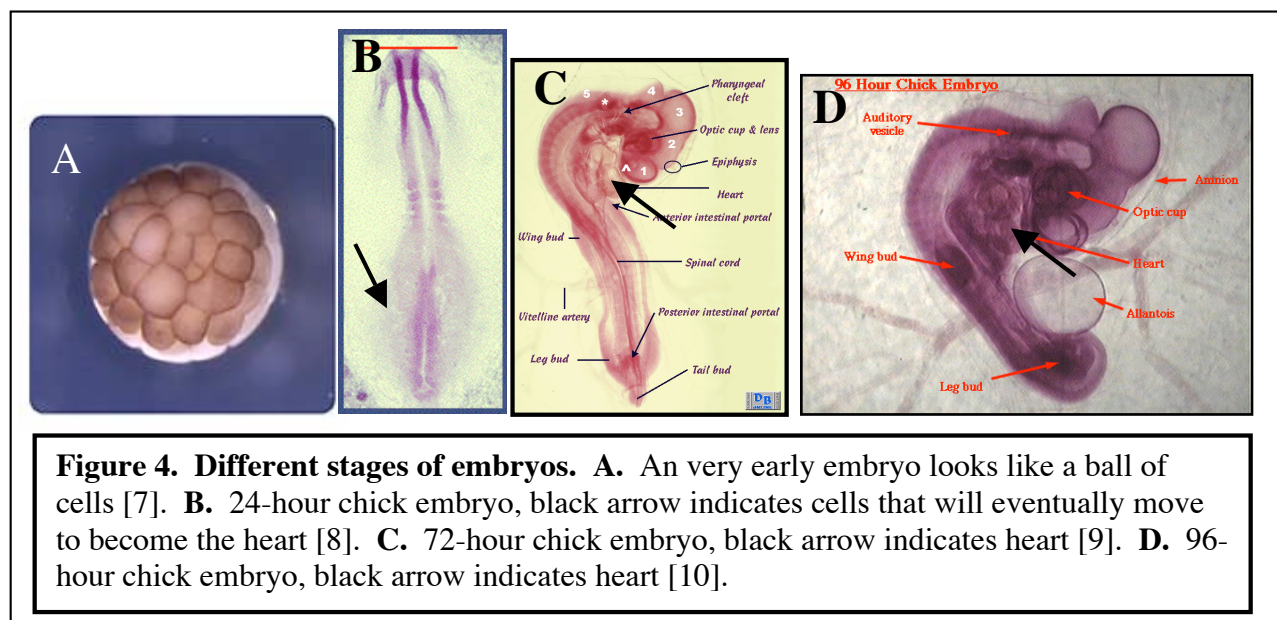 A
B
C
5
*
4
3
2
^
1
Pharyngeal
cleft
Optic cup & lens
Epiphysis
Heart
Anterior intestinal portal
Wing bud
Spinal cord
Vitelline artery
Posterior intestinal portal
Leg bud
Tail bud
DB
D
96 Hour Chick Embryo
Auditory
vesicle
Amnion
Optic cup
Wing bud
Heart
Allantois
Leg bud
Figure 4. Different stages of embryos. A. An very early embryo looks like a ball of
cells [7]. B. 24-hour chick embryo, black arrow indicates cells that will eventually move
to become the heart [8]. C. 72-hour chick embryo, black arrow indicates heart [9]. D. 96-
hour chick embryo, black arrow indicates heart [10].